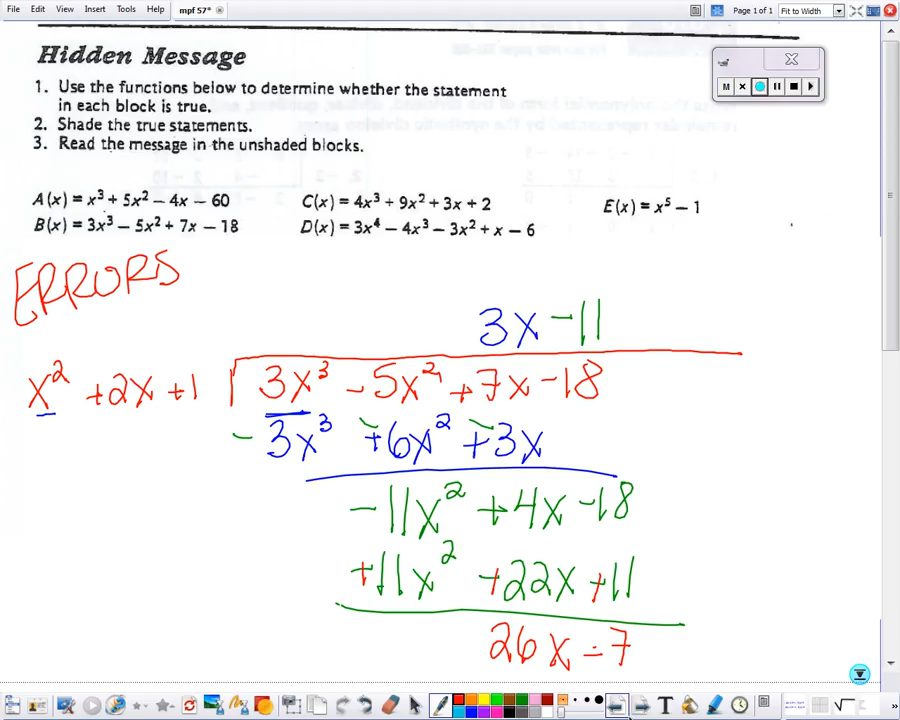 File Edit View Insert Tools Help mpf 57* Page 1 of 1 Fit to Width
Hidden Message
1. Use the functions below to determine whether the statement
in each block is true.
2. Shade the true statements.
3. Read the message in the unshaded blocks.
A(x) = x³ + 5x² − 4x − 60 C(x) = 4x³ + 9x² + 3x + 2 E(x) = x⁵ − 1
B(x) = 3x³ − 5x² + 7x − 18 D(x) = 3x⁴ − 4x³ − 3x² + x − 6
ERRORS
3x − 11
x² + 2x + 1 3x³ − 5x² + 7x − 18
− 3x³ + 6x² + 3x
− 11x² + 4x − 18
+ 11x² + 22x + 11
26x − 7